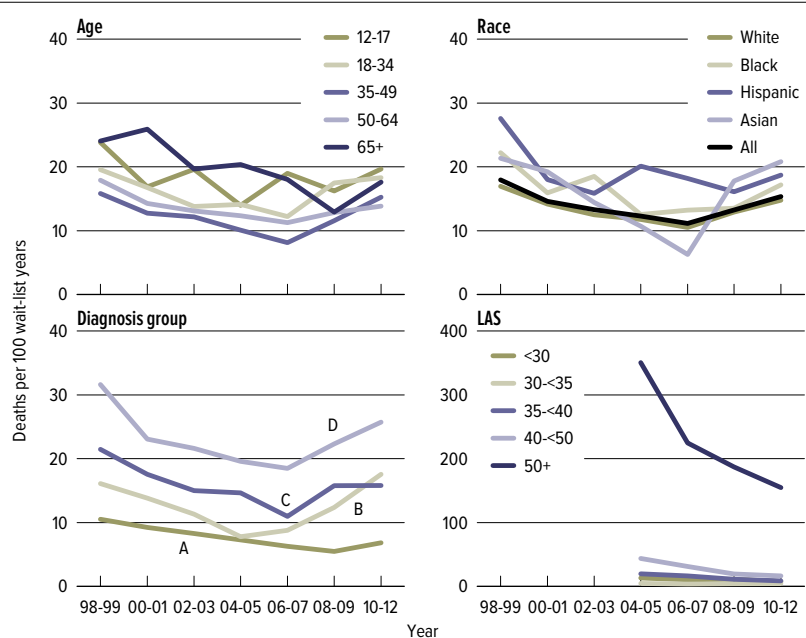 Deaths per 100 wait-list years
Age
40
30
20
10
0
12-17
18-34
35-49
50-64
65+
Race
40
30
20
10
0
White
Black
Hispanic
Asian
All
Diagnosis group
40
30
20
10
0
D
C
B
A
98-99 00-01 02-03 04-05 06-07 08-09 10-12
LAS
400
300
200
100
0
<30
30-<35
35-<40
40-<50
50+
98-99 00-01 02-03 04-05 06-07 08-09 10-12
Year